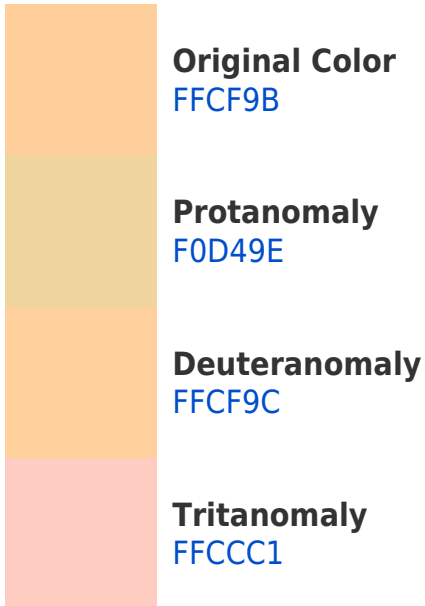 Original Color
FFCF9B
Protanomaly
F0D49E
Deuteranomaly
FFCF9C
Tritanomaly
FFCCC1